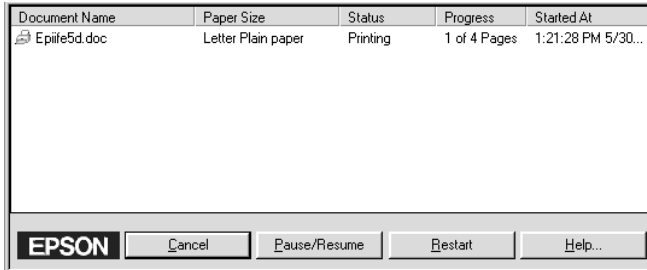 Document Name Paper Size Status Progress Started At
Epiife5d.doc Letter Plain paper Printing 1 of 4 Pages 1:21:28 PM 5/30...
EPSON Cancel Pause/Resume Restart Help...